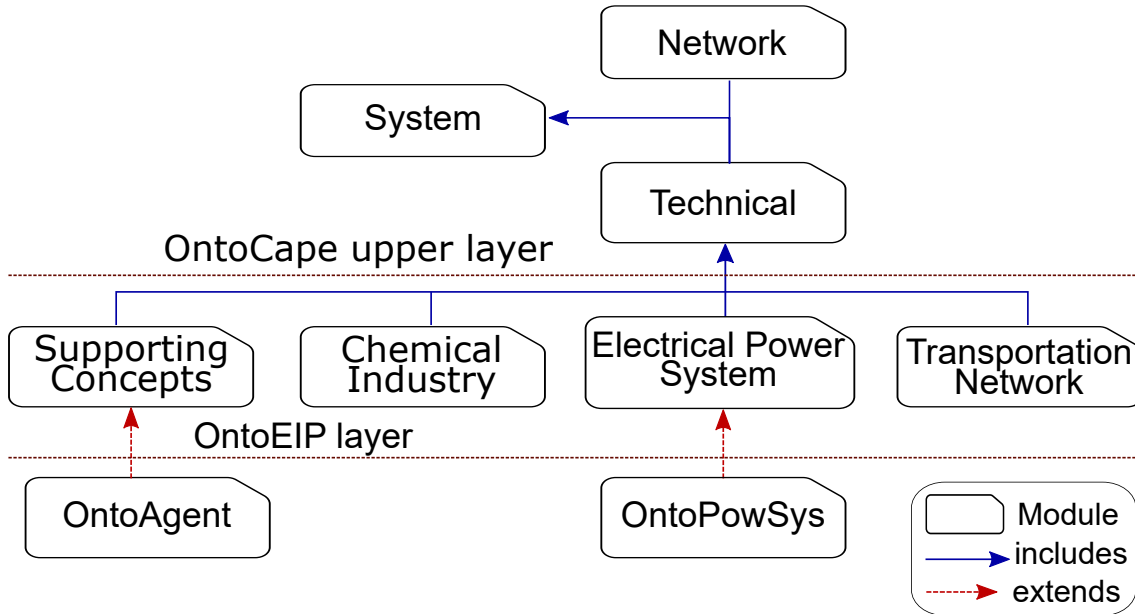 Network
System
Technical
OntoCape upper layer
Supporting
Concepts
Chemical
Industry
Electrical Power
System
Transportation
Network
OntoEIP layer
OntoAgent
OntoPowSys
Module
includes
extends